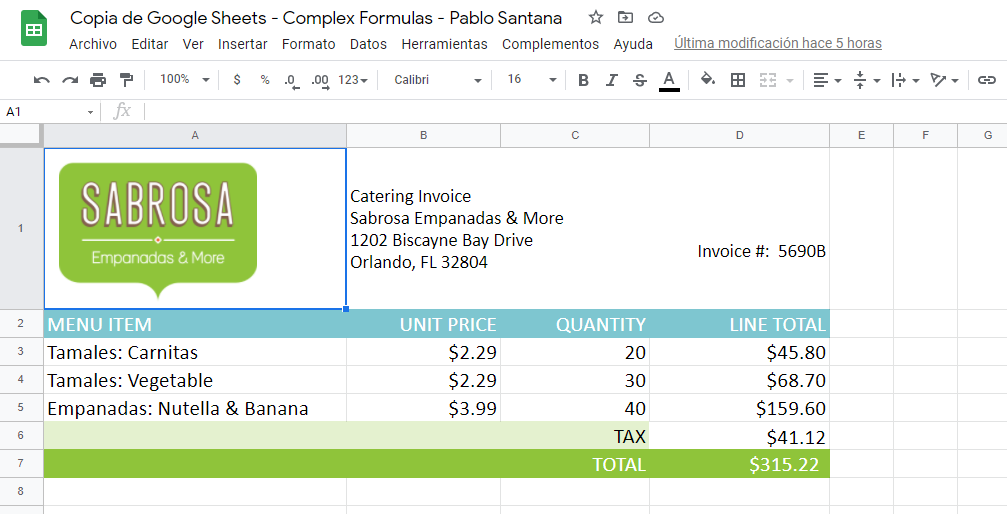 Copia de Google Sheets - Complex Formulas - Pablo Santana
Archivo Editar Ver Insertar Formato Datos Herramientas Complementos Ayuda Última modificación hace 5 horas
100% $ % .0 .00 123 Calibri 16 B I S A
A1 fx
A B C D E F G
1
SABROSA
Empanadas & More
Catering Invoice
Sabrosa Empanadas & More
1202 Biscayne Bay Drive
Orlando, FL 32804
Invoice #: 5690B
2 MENU ITEM UNIT PRICE QUANTITY LINE TOTAL
3 Tamales: Carnitas $2.29 20 $45.80
4 Tamales: Vegetable $2.29 30 $68.70
5 Empanadas: Nutella & Banana $3.99 40 $159.60
6 TAX $41.12
7 TOTAL $315.22
8